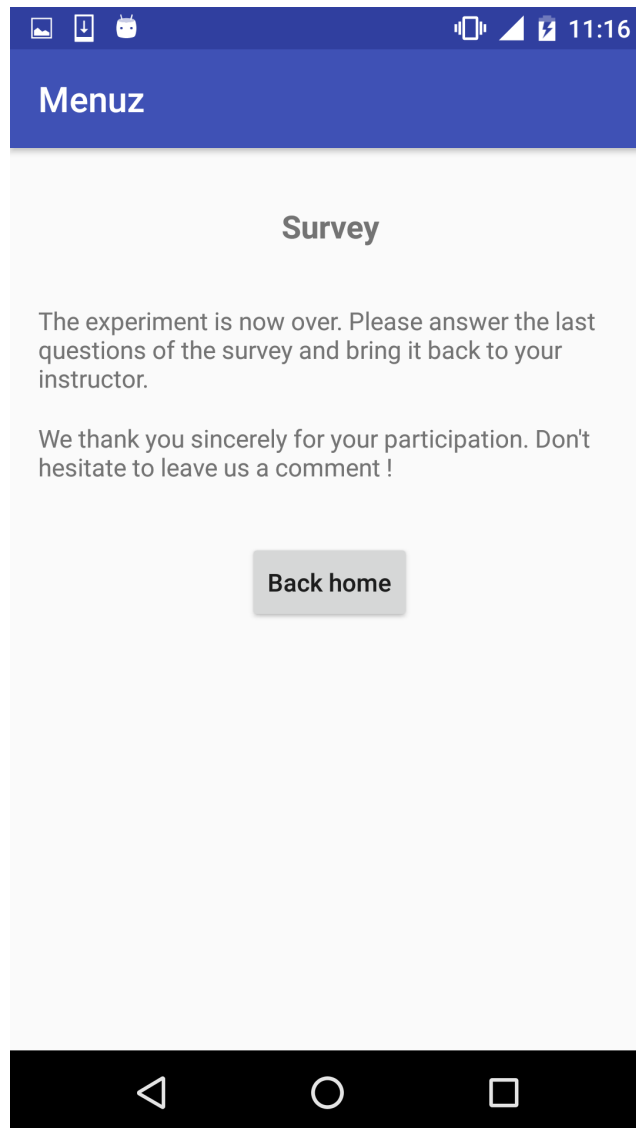 11:16
Menuz
Survey
The experiment is now over. Please answer the last
questions of the survey and bring it back to your
instructor.
We thank you sincerely for your participation. Don't
hesitate to leave us a comment !
Back home